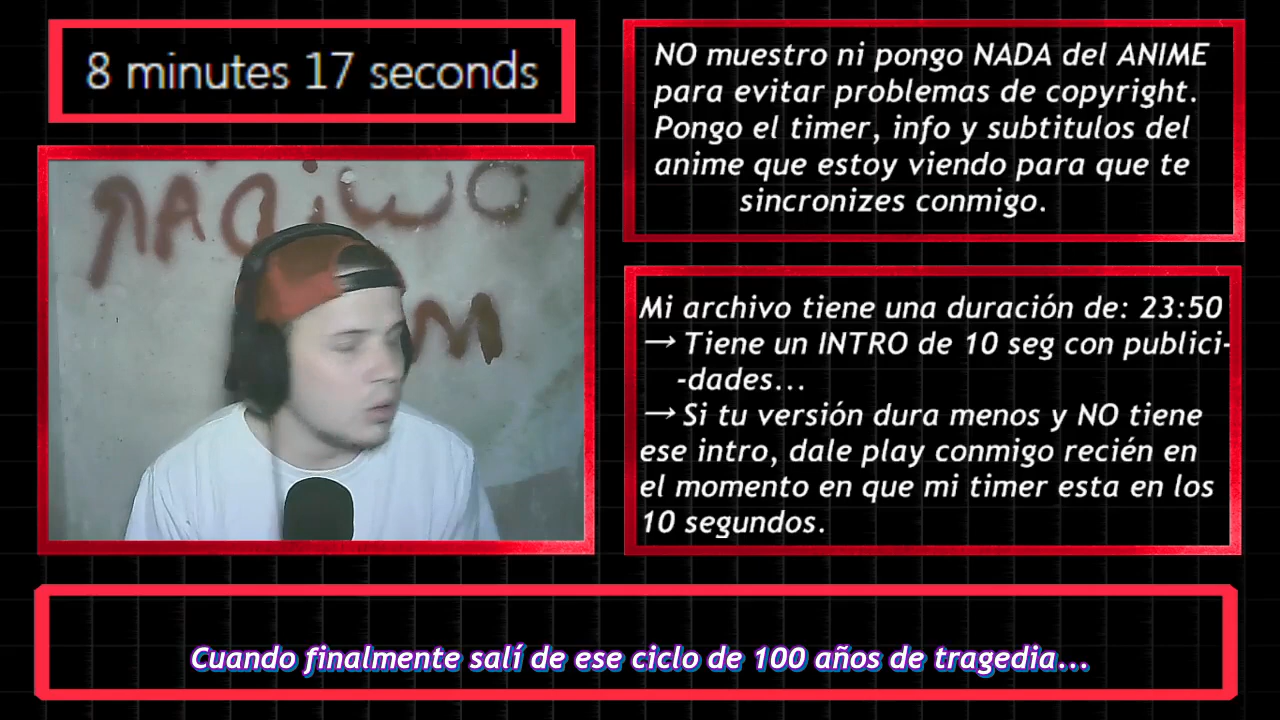 8 minutes 17 seconds
NO muestro ni pongo NADA del ANIME
para evitar problemas de copyright.
Pongo el timer, info y subtitulos del
anime que estoy viendo para que te
sincronizes conmigo.
Mi archivo tiene una duración de: 23:50
→ Tiene un INTRO de 10 seg con publici-
-dades...
→ Si tu versión dura menos y NO tiene
ese intro, dale play conmigo recién en
el momento en que mi timer esta en los
10 segundos.
Cuando finalmente salí de ese ciclo de 100 años de tragedia...